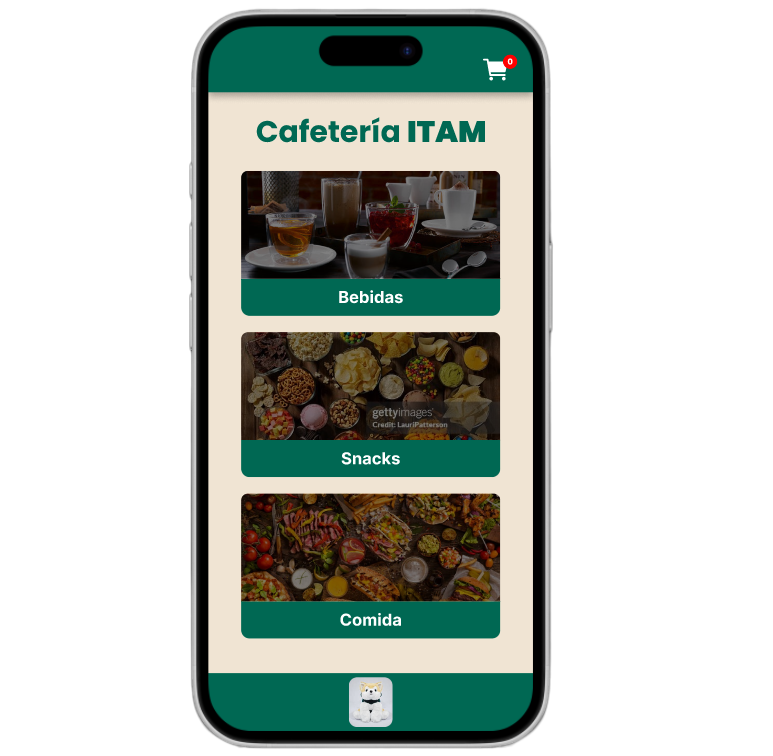 0
Cafetería ITAM
Bebidas
gettyimages
Credit: LauriPatterson
Snacks
Comida